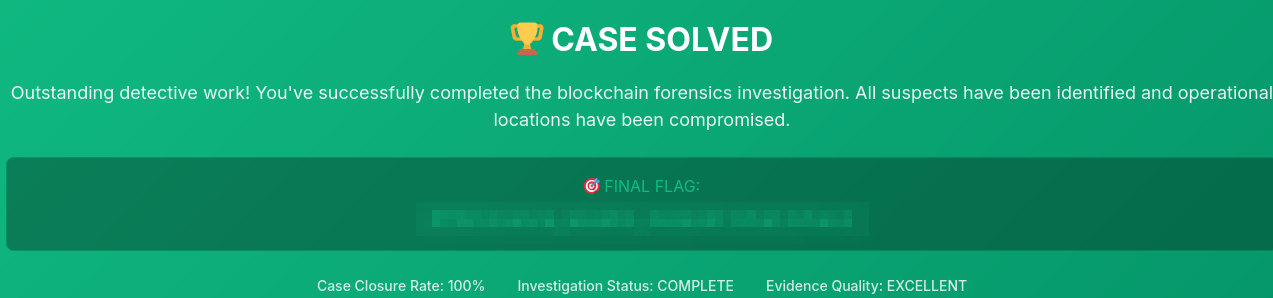 🏆 CASE SOLVED
Outstanding detective work! You've successfully completed the blockchain forensics investigation. All suspects have been identified and operational
locations have been compromised.
🎯 FINAL FLAG:
Case Closure Rate: 100% Investigation Status: COMPLETE Evidence Quality: EXCELLENT